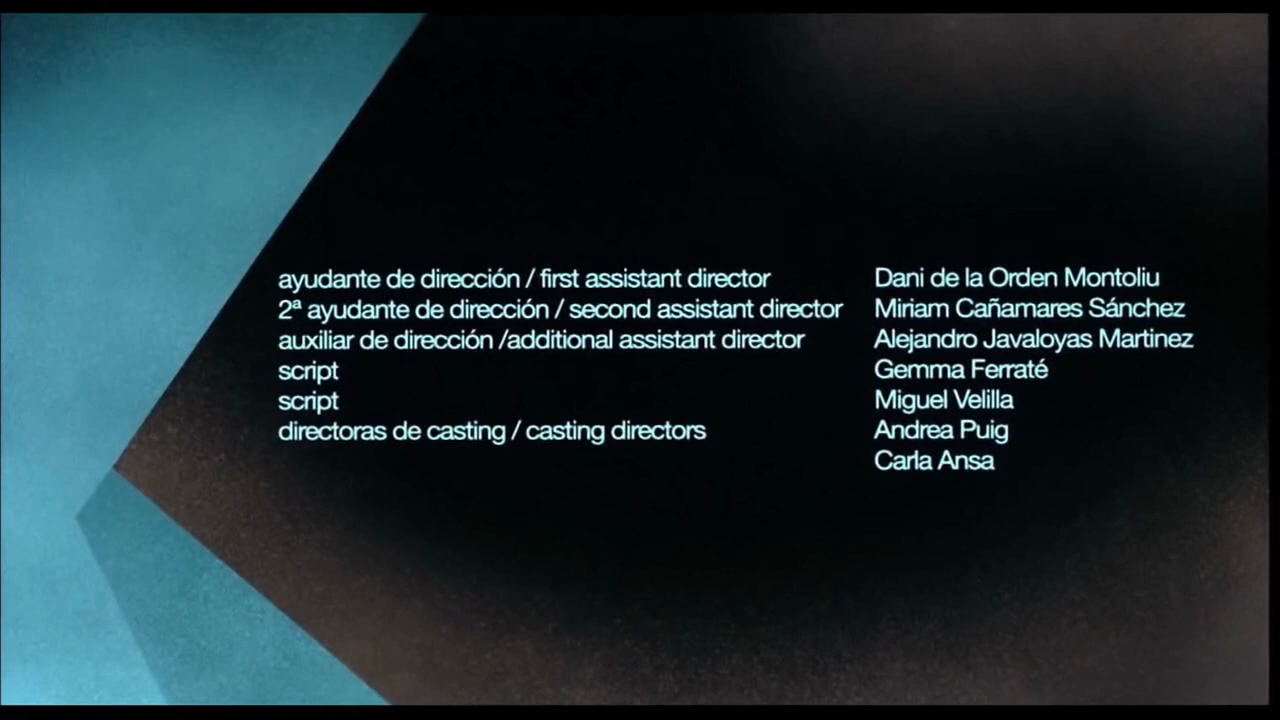 ayudante de dirección / first assistant director Dani de la Orden Montoliu
2ª ayudante de dirección / second assistant director Miriam Cañamares Sánchez
auxiliar de dirección /additional assistant director Alejandro Javaloyas Martinez
script Gemma Ferraté
script Miguel Velilla
directoras de casting / casting directors Andrea Puig
Carla Ansa